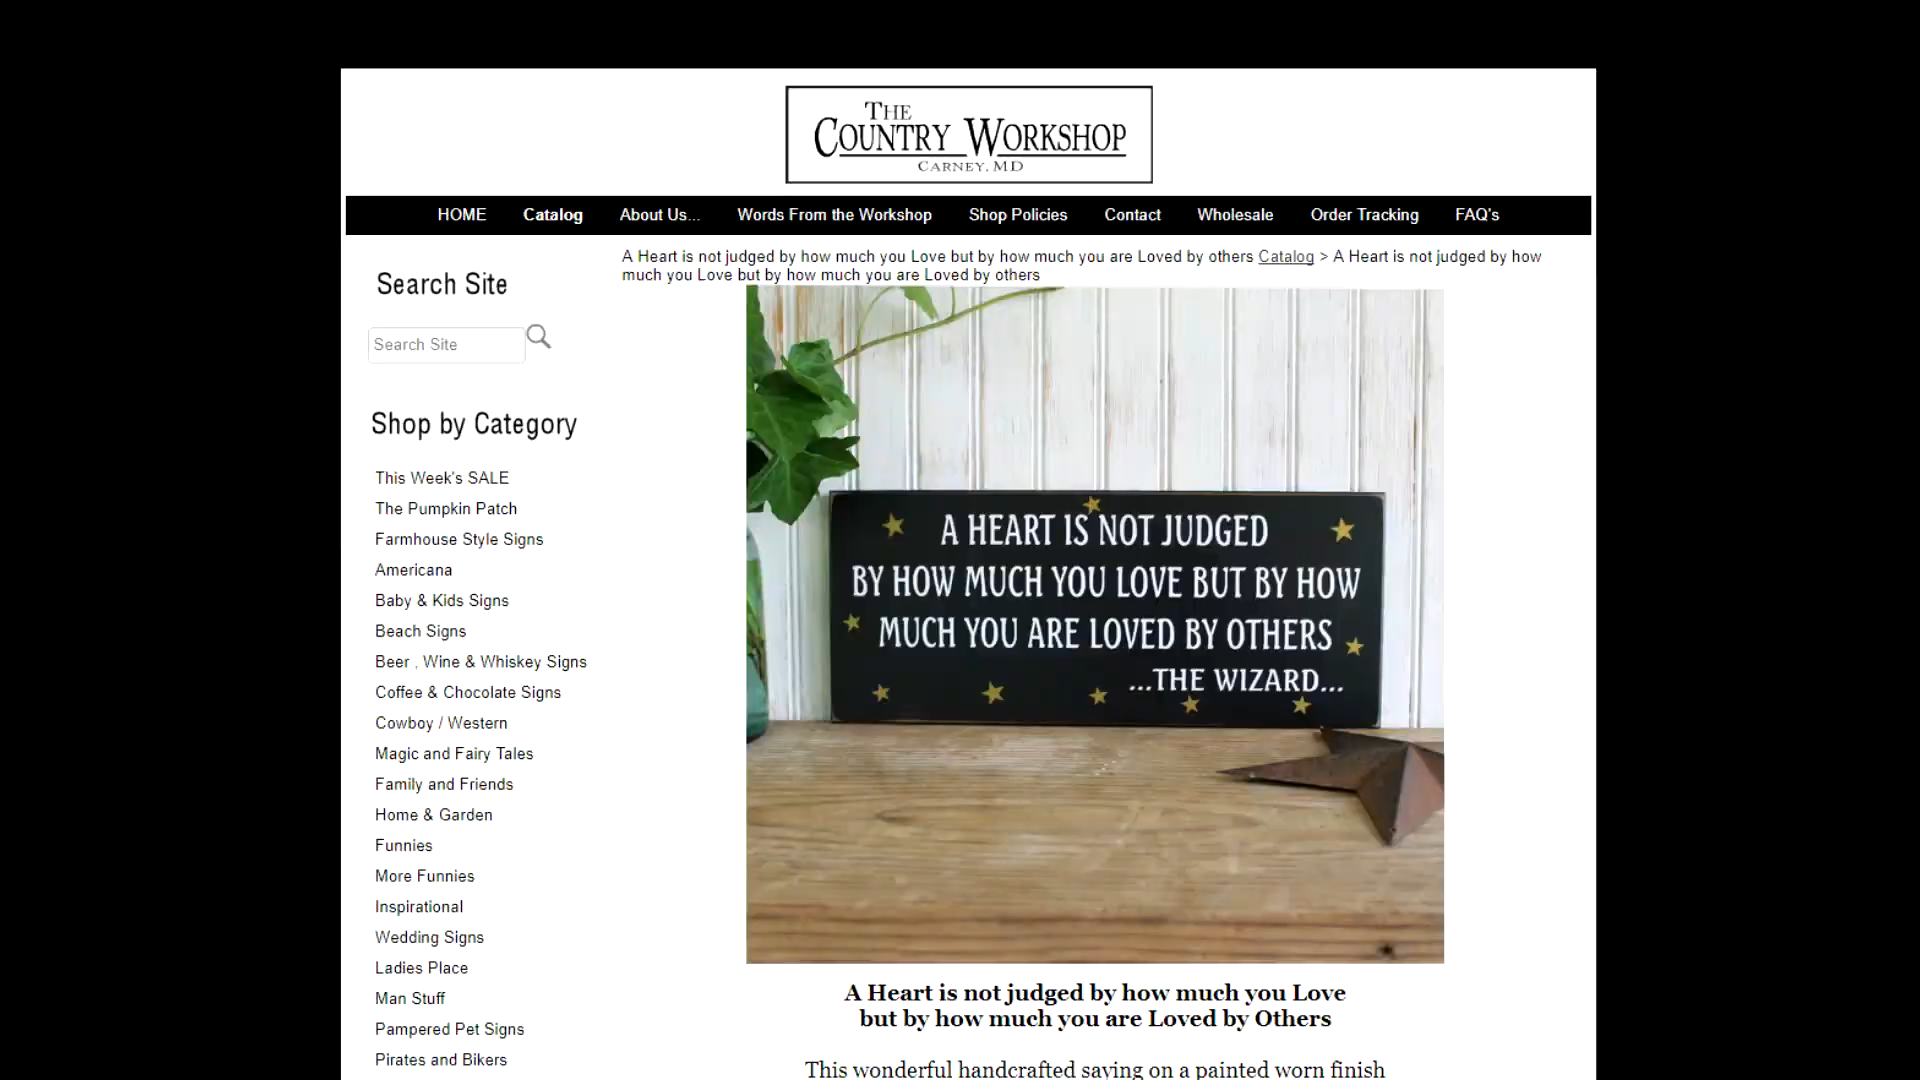 THE
COUNTRY WORKSHOP
CARNEY, MD
HOME Catalog About Us... Words From the Workshop Shop Policies Contact Wholesale Order Tracking FAQ's
A Heart is not judged by how much you Love but by how much you are Loved by others Catalog > A Heart is not judged by how
much you Love but by how much you are Loved by others
Search Site
Search Site
Shop by Category
This Week's SALE
The Pumpkin Patch
Farmhouse Style Signs
Americana
Baby & Kids Signs
Beach Signs
Beer , Wine & Whiskey Signs
Coffee & Chocolate Signs
Cowboy / Western
Magic and Fairy Tales
Family and Friends
Home & Garden
Funnies
More Funnies
Inspirational
Wedding Signs
Ladies Place
Man Stuff
Pampered Pet Signs
Pirates and Bikers
A HEART IS NOT JUDGED
BY HOW MUCH YOU LOVE BUT BY HOW
MUCH YOU ARE LOVED BY OTHERS
...THE WIZARD...
A Heart is not judged by how much you Love
but by how much you are Loved by Others
This wonderful handcrafted saying on a painted worn finish